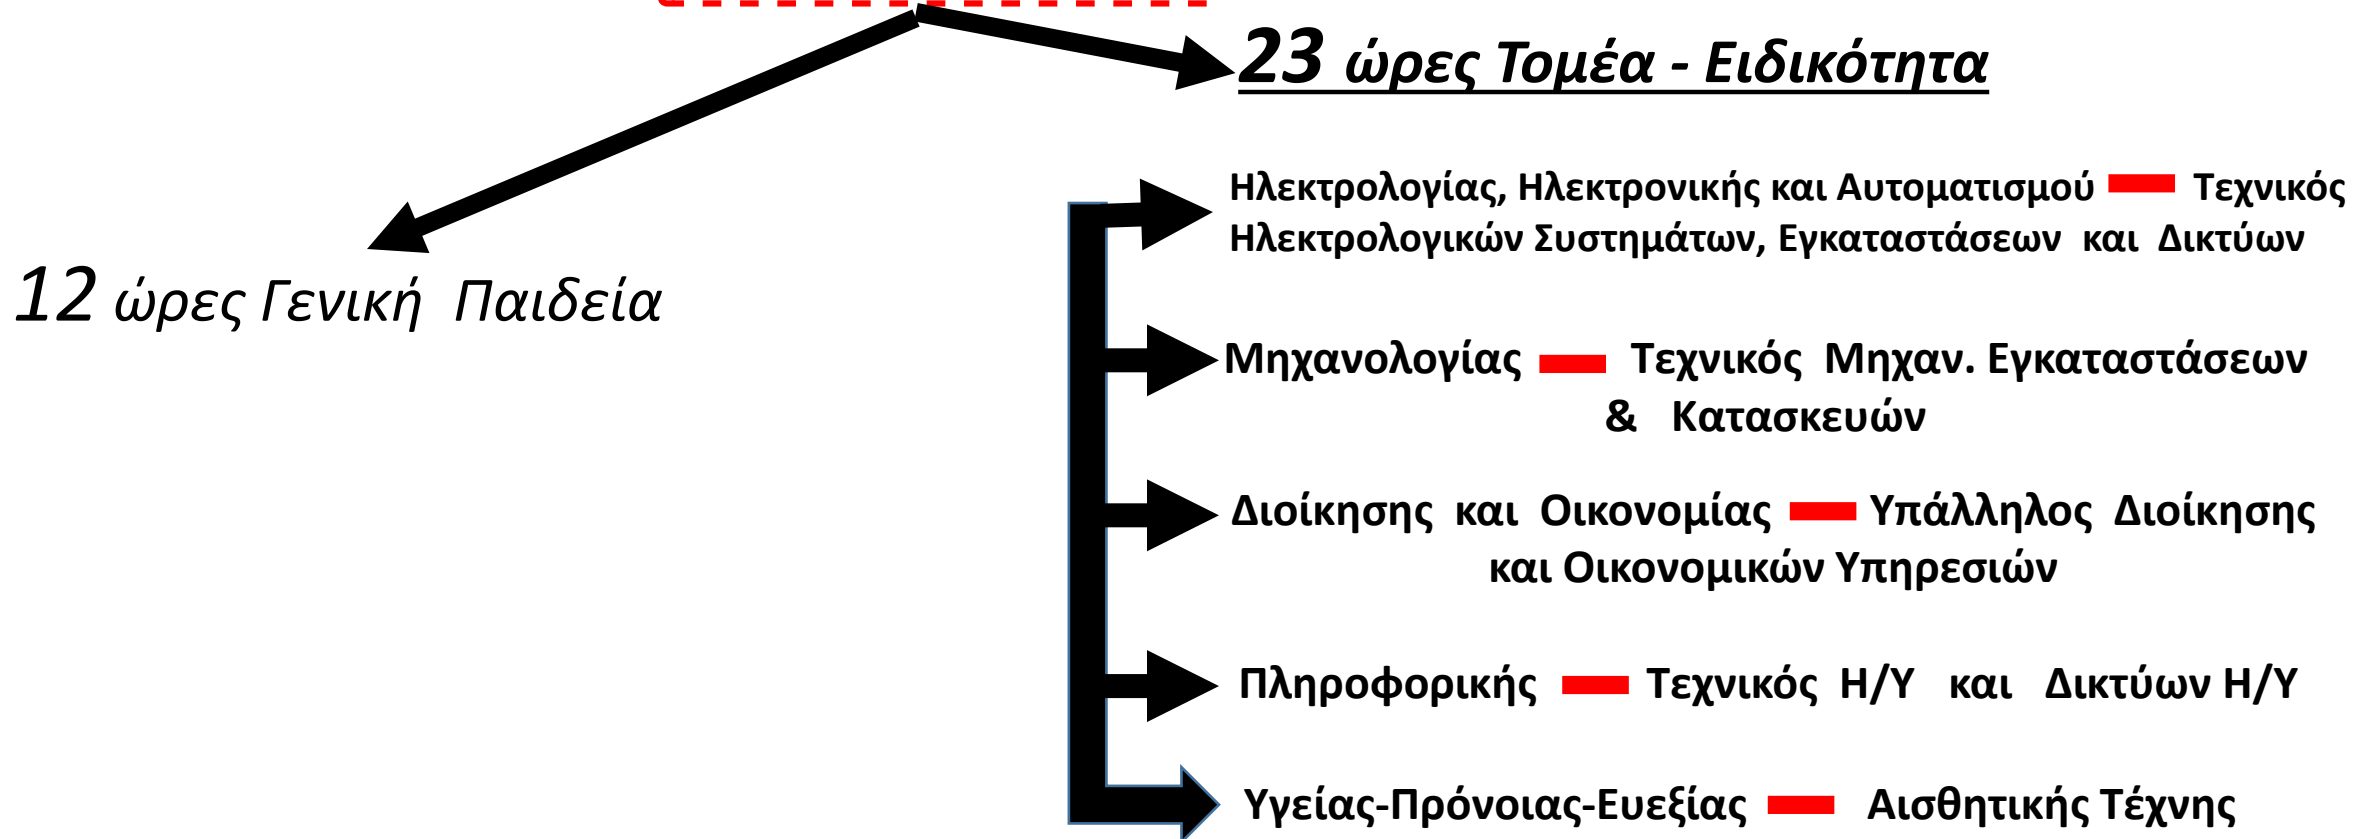 23 ώρες Τομέα - Ειδικότητα
12 ώρες Γενική Παιδεία
Ηλεκτρολογίας, Ηλεκτρονικής και Αυτοματισμού Τεχνικός
Ηλεκτρολογικών Συστημάτων, Εγκαταστάσεων και Δικτύων
Μηχανολογίας Τεχνικός Μηχαν. Εγκαταστάσεων
& Κατασκευών
Διοίκησης και Οικονομίας Υπάλληλος Διοίκησης
και Οικονομικών Υπηρεσιών
Πληροφορικής Τεχνικός Η/Υ και Δικτύων Η/Υ
Υγείας-Πρόνοιας-Ευεξίας Αισθητικής Τέχνης